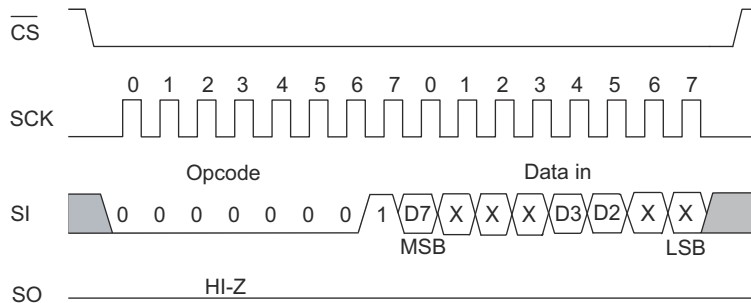 CS
0 1 2 3 4 5 6 7 0 1 2 3 4 5 6 7
SCK
Opcode Data in
SI 0 0 0 0 0 0 0 1 D7 X X X D3 D2 X X
MSB LSB
HI-Z
SO